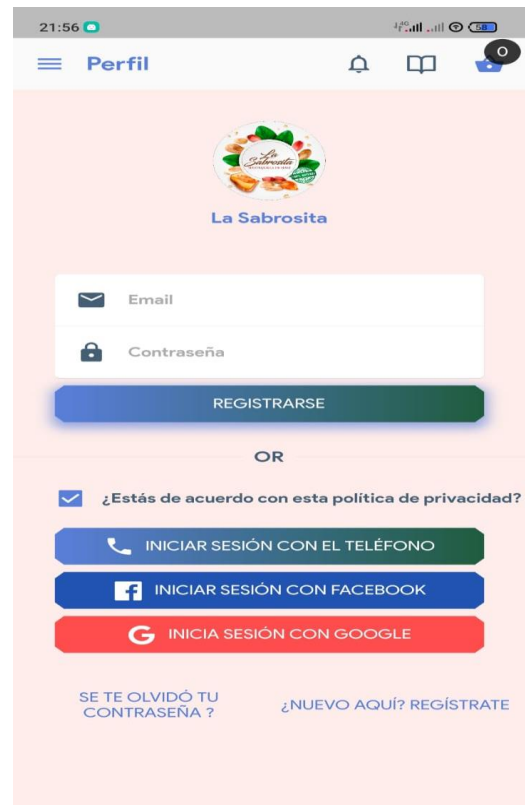 21:56
4G
58
Perfil
0
La
Sabrosita
La Sabrosita
Email
Contraseña
REGISTRARSE
OR
¿Estás de acuerdo con esta política de privacidad?
INICIAR SESIÓN CON EL TELÉFONO
INICIAR SESIÓN CON FACEBOOK
INICIA SESIÓN CON GOOGLE
SE TE OLVIDÓ TU
CONTRASEÑA ?
¿NUEVO AQUÍ? REGÍSTRATE